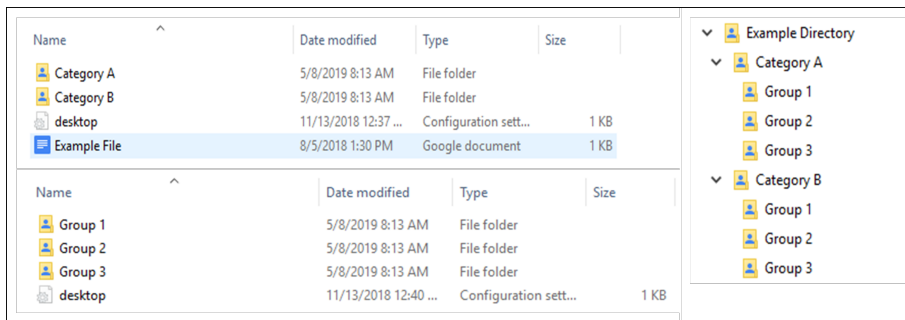 Name Date modified Type Size
Category A 5/8/2019 8:13 AM File folder
Category B 5/8/2019 8:13 AM File folder
desktop 11/13/2018 12:37 ... Configuration sett... 1 KB
Example File 8/5/2018 1:30 PM Google document 1 KB
Name Date modified Type Size
Group 1 5/8/2019 8:13 AM File folder
Group 2 5/8/2019 8:13 AM File folder
Group 3 5/8/2019 8:13 AM File folder
desktop 11/13/2018 12:40 ... Configuration sett... 1 KB
Example Directory
Category A
Group 1
Group 2
Group 3
Category B
Group 1
Group 2
Group 3